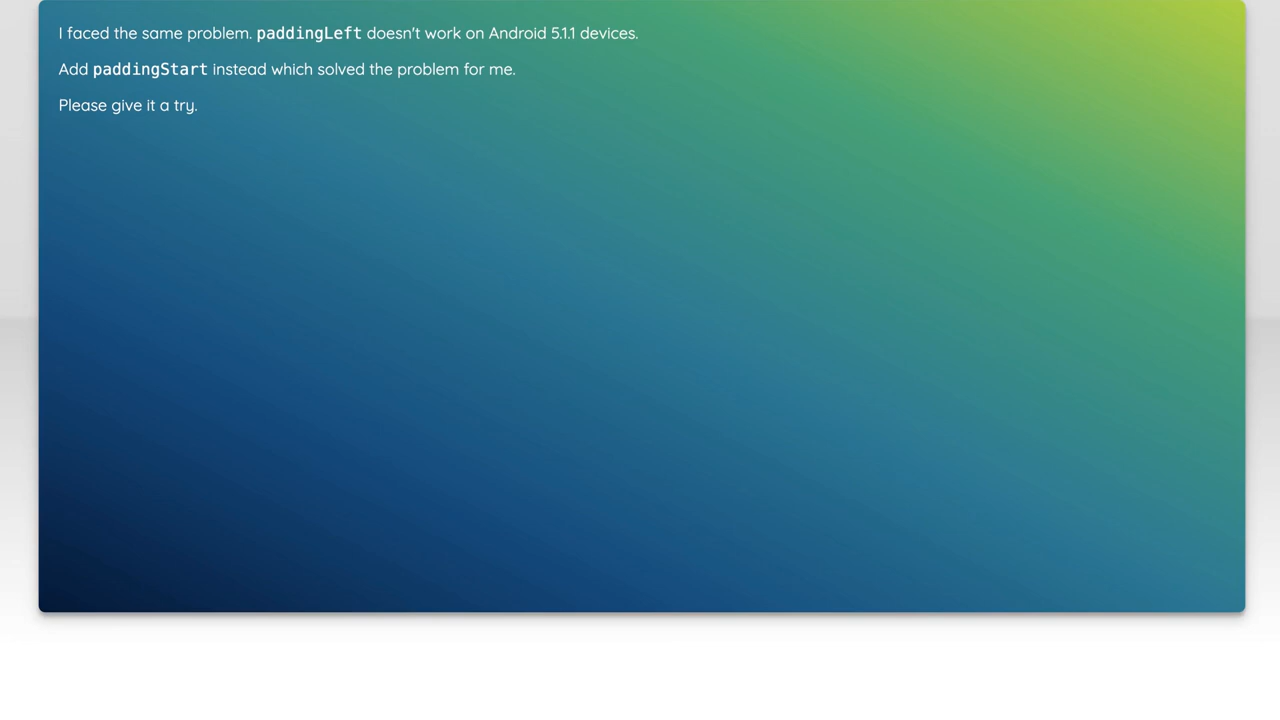 I faced the same problem. paddingLeft doesn't work on Android 5.1.1 devices.
Add paddingStart instead which solved the problem for me.
Please give it a try.